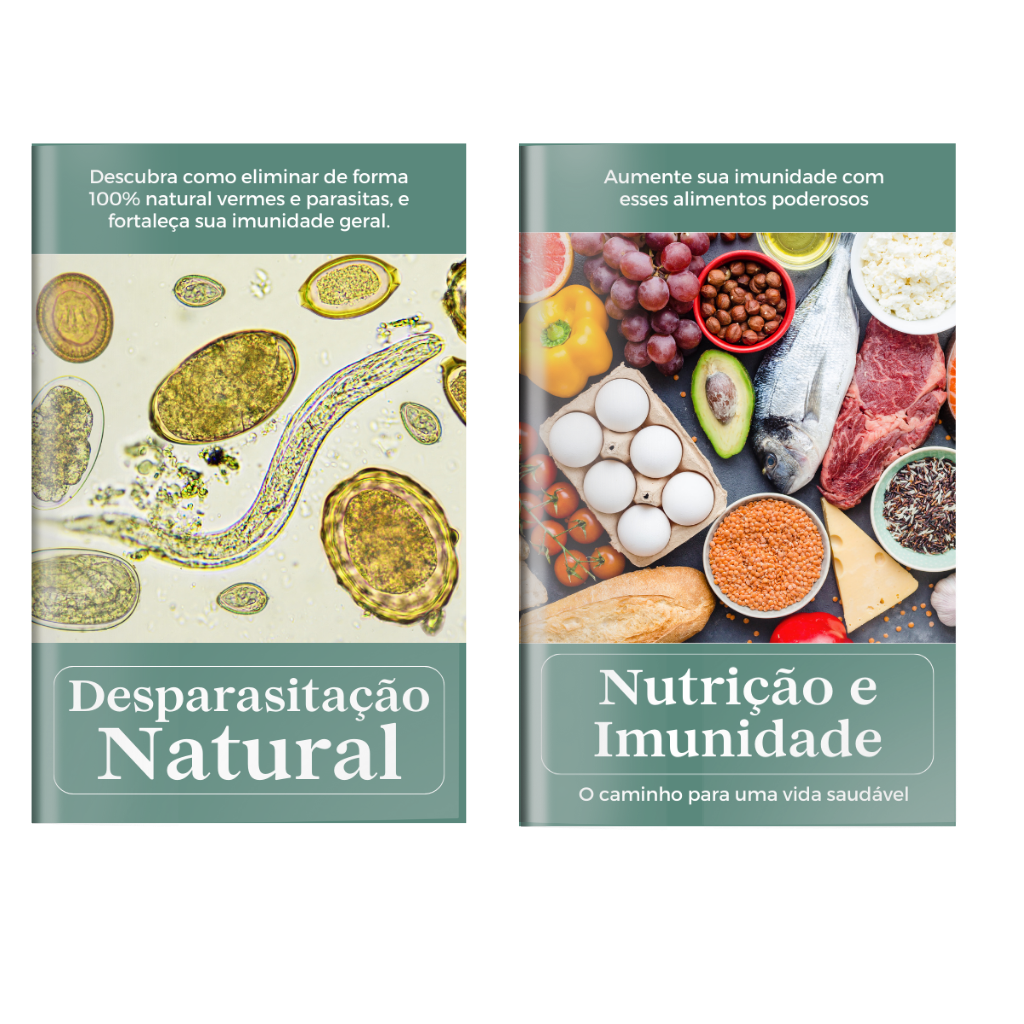 Descubra como eliminar de forma
100% natural vermes e parasitas, e
fortaleça sua imunidade geral.
Desparasitação
Natural
Aumente sua imunidade com
esses alimentos poderosos
Nutrição e
Imunidade
O caminho para uma vida saudável